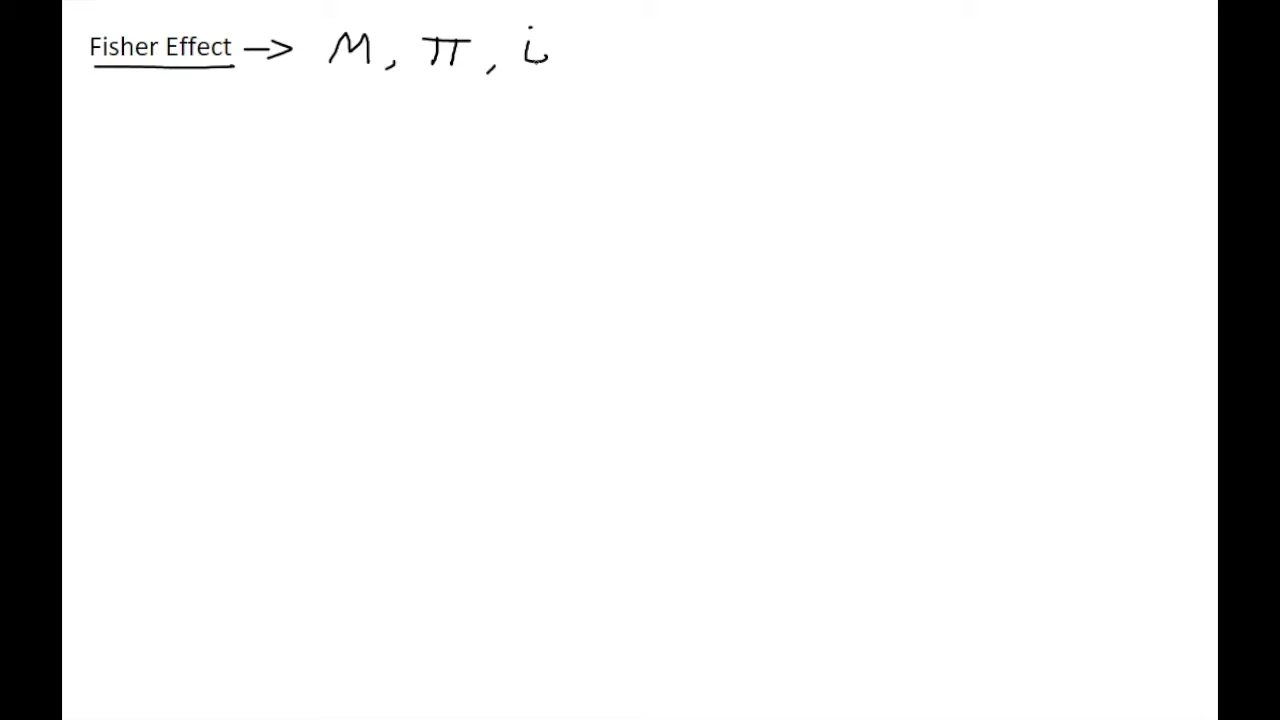 Fisher Effect -> M, π, i